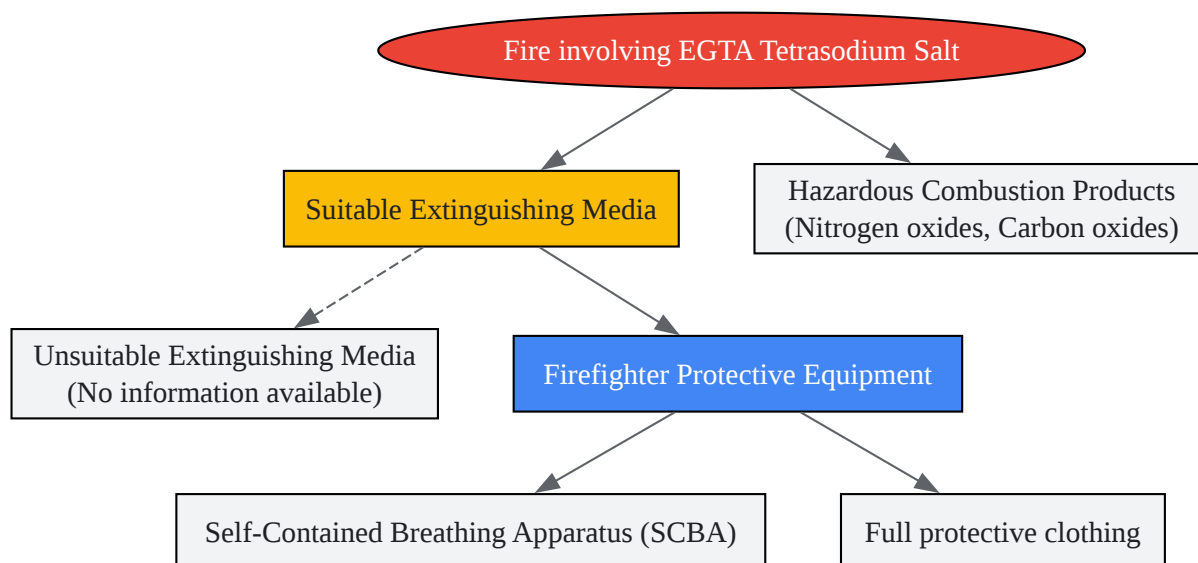 Fire involving EGTA Tetrasodium Salt
Suitable Extinguishing Media
Hazardous Combustion Products
(Nitrogen oxides, Carbon oxides)
Unsuitable Extinguishing Media
(No information available)
Firefighter Protective Equipment
Self-Contained Breathing Apparatus (SCBA)
Full protective clothing